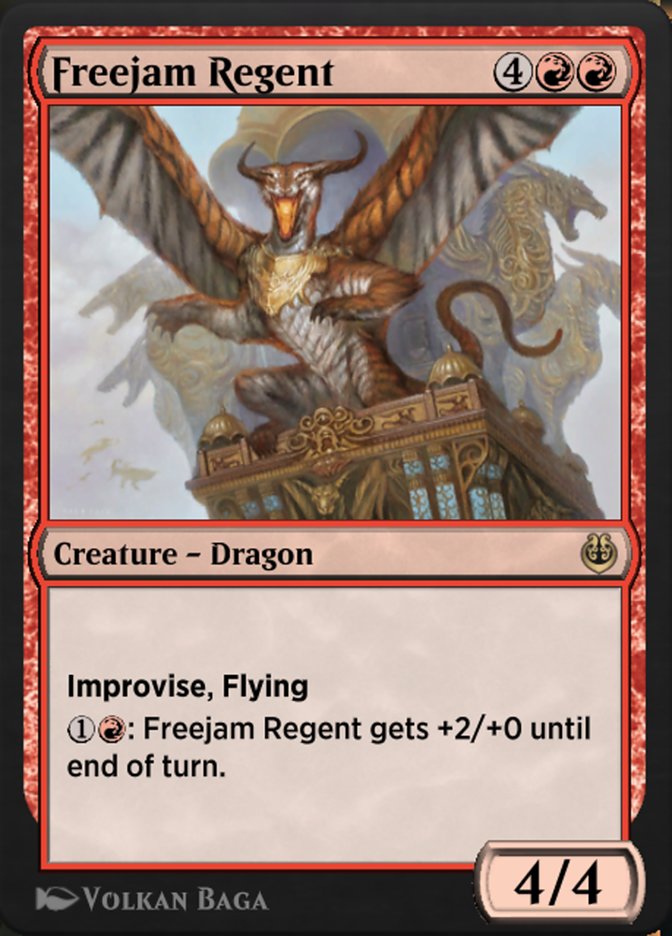 Freejam Regent 4
Creature – Dragon
Improvise, Flying
1: Freejam Regent gets +2/+0 until
end of turn.
4/4
Volkan Baga